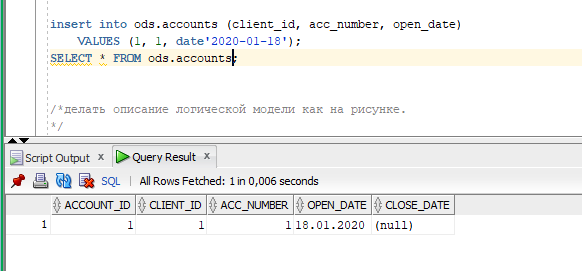 insert into ods.accounts (client_id, acc_number, open_date)
VALUES (1, 1, date'2020-01-18');
SELECT * FROM ods.accounts;
/*делать описание логической модели как на рисунке.
*/
Script Output x Query Result x
SQL | All Rows Fetched: 1 in 0,006 seconds
ACCOUNT_ID CLIENT_ID ACC_NUMBER OPEN_DATE CLOSE_DATE
1 1 1 1 18.01.2020 (null)